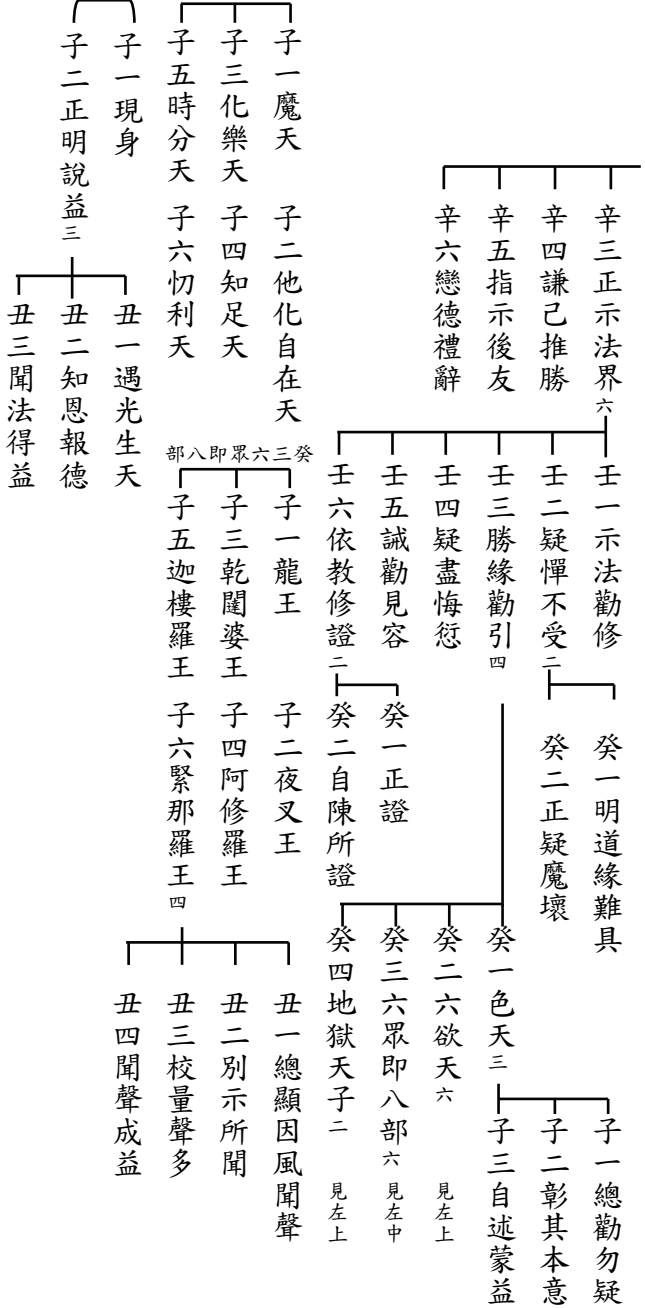 辛三正示法界六
辛四謙己推勝
辛五指示後友
辛六戀德禮辭
壬一示法勸修
壬二疑憚不受二
壬三勝緣勸引四
壬四疑盡悔愆
壬五誡勸見容
壬六依教修證二
癸一明道緣難具
癸二正疑魔壞
癸一正證
癸二自陳所證
癸一色天三
癸二六欲天六 見左上
癸三六眾即八部六 見左中
癸四地獄天子二 見左上
子一總勸勿疑
子二彰其本意
子三自述蒙益
子一魔天
子二他化自在天
子三化樂天
子四知足天
子五時分天
子六忉利天
子一現身
子二正明說益三
丑一遇光生天
丑二知恩報德
丑三聞法得益
癸三六眾即八部
子一龍王
子二夜叉王
子三乾闥婆王
子四阿修羅王
子五迦樓羅王
子六緊那羅王四
丑一總顯因風聞聲
丑二別示所聞
丑三校量聲多
丑四聞聲成益